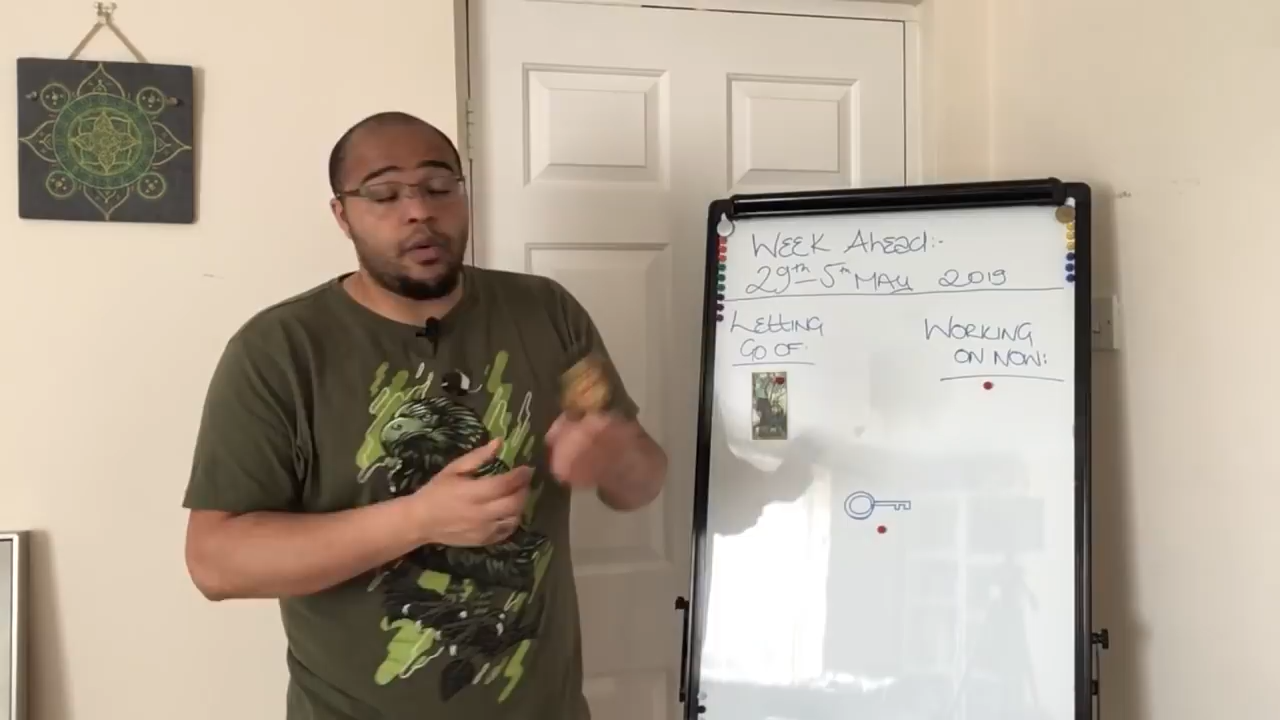 WEEK AHEAD:-
29th-5th MAY 2019
LETTING
GO OF:
WORKING
ON NOW: